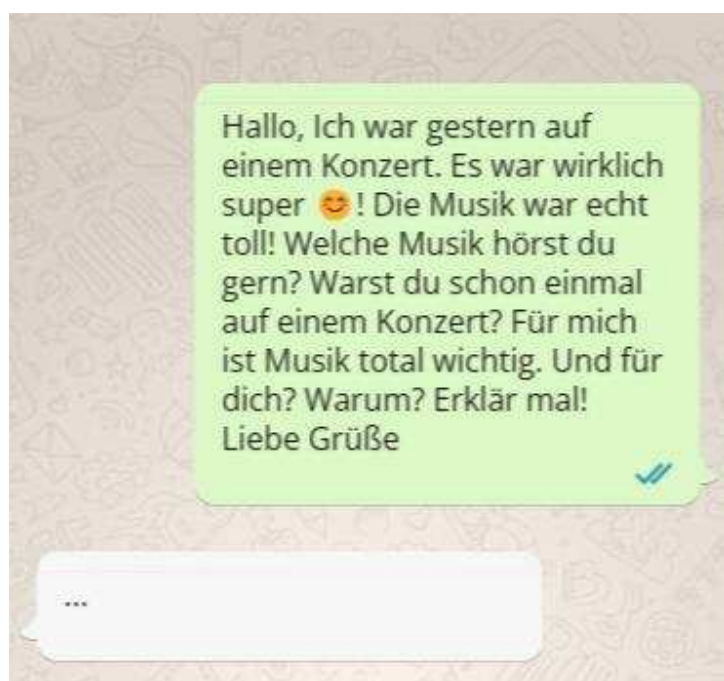 Hallo, Ich war gestern auf
einem Konzert. Es war wirklich
super 😊! Die Musik war echt
toll! Welche Musik hörst du
gern? Warst du schon einmal
auf einem Konzert? Für mich
ist Musik total wichtig. Und für
dich? Warum? Erklär mal!
Liebe Grüße
...